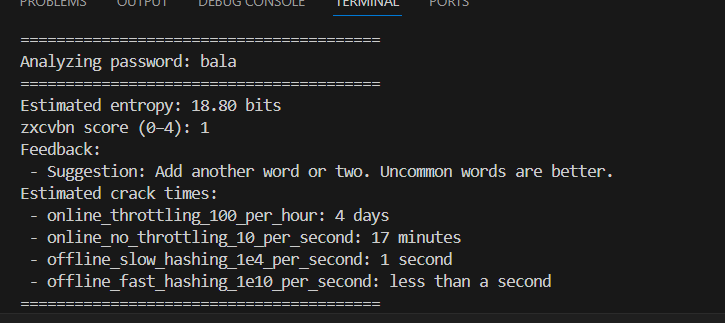 PROBLEMS OUTPUT DEBUG CONSOLE TERMINAL PORTS
========================================
Analyzing password: bala
========================================
Estimated entropy: 18.80 bits
zxcvbn score (0–4): 1
Feedback:
 - Suggestion: Add another word or two. Uncommon words are better.
Estimated crack times:
 - online_throttling_100_per_hour: 4 days
 - online_no_throttling_10_per_second: 17 minutes
 - offline_slow_hashing_1e4_per_second: 1 second
 - offline_fast_hashing_1e10_per_second: less than a second
========================================